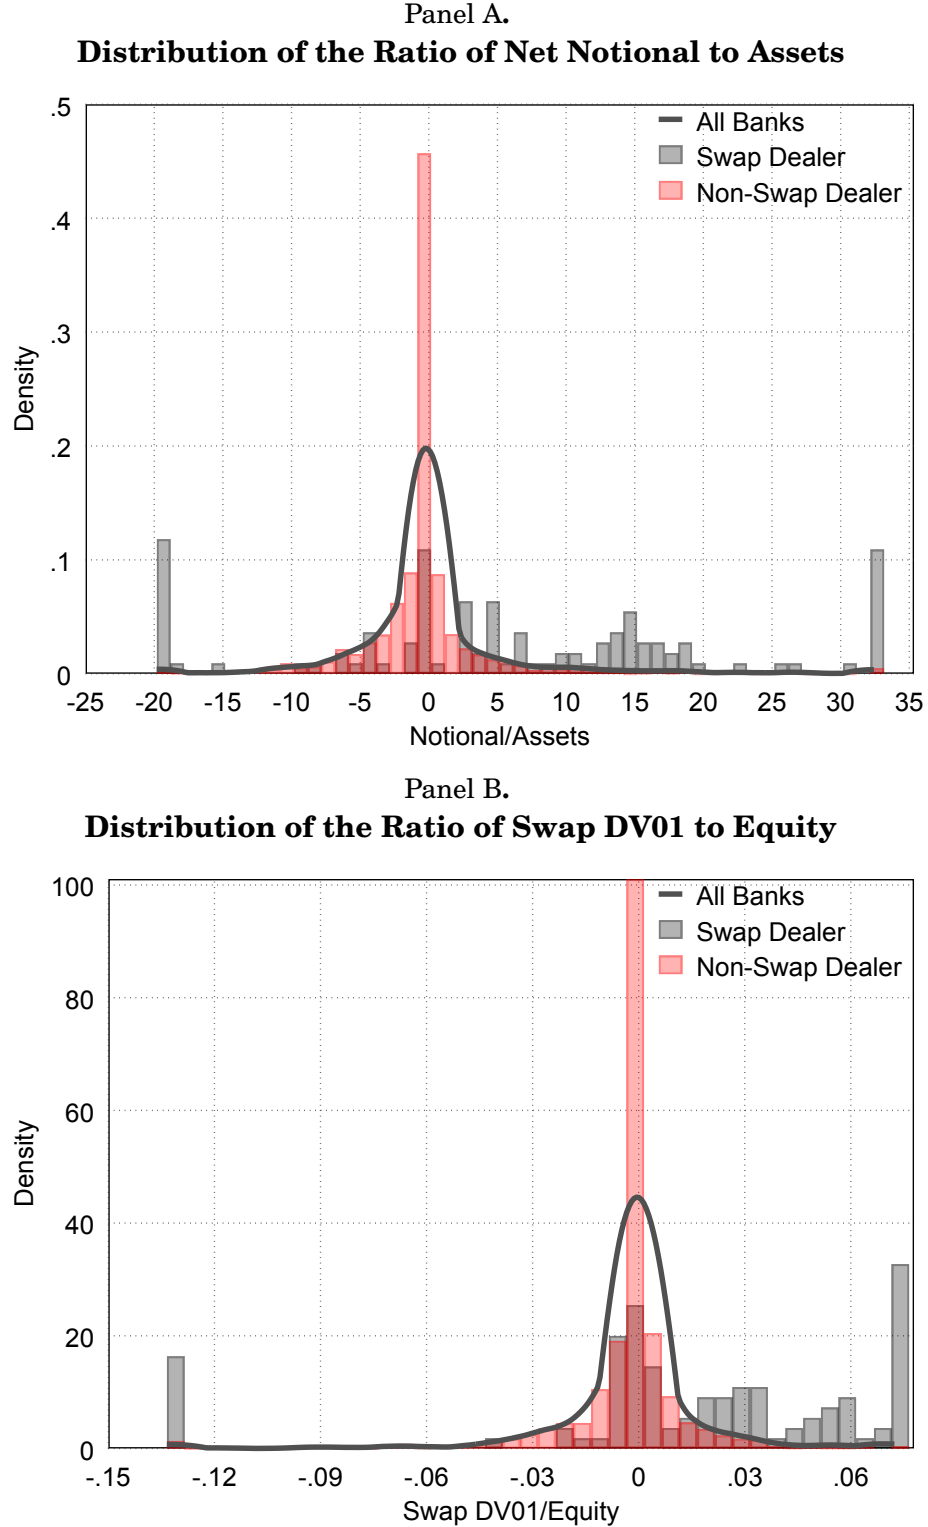 Panel A.
Distribution of the Ratio of Net Notional to Assets
.5
.4
.3
.2
.1
0
Density
All Banks
Swap Dealer
Non-Swap Dealer
-25 -20 -15 -10 -5 0 5 10 15 20 25 30 35
Notional/Assets
Panel B.
Distribution of the Ratio of Swap DV01 to Equity
100
80
60
40
20
0
Density
All Banks
Swap Dealer
Non-Swap Dealer
-.15 -.12 -.09 -.06 -.03 0 .03 .06
Swap DV01/Equity